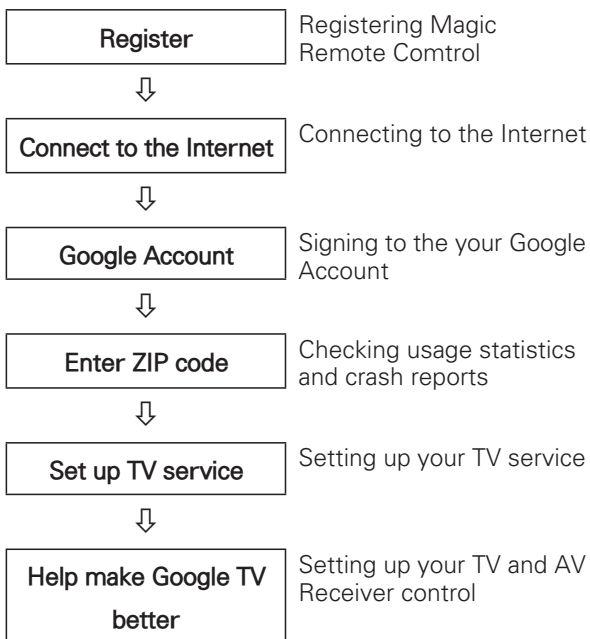 Register
Registering Magic
Remote Comtrol
Connect to the Internet
Connecting to the Internet
Google Account
Signing to the your Google
Account
Enter ZIP code
Checking usage statistics
and crash reports
Set up TV service
Setting up your TV service
Help make Google TV
better
Setting up your TV and AV
Receiver control